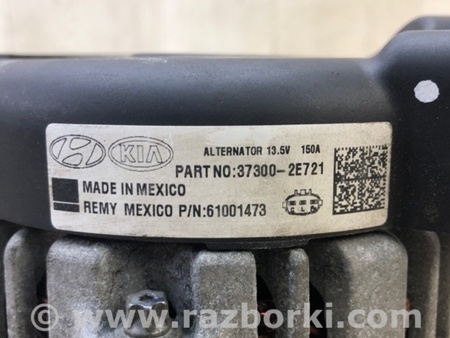 KIA
ALTERNATOR 13.5V 150A
PART NO:37300-2E721
MADE IN MEXICO
REMY MEXICO P/N:61001473
C L
www.razborki.com